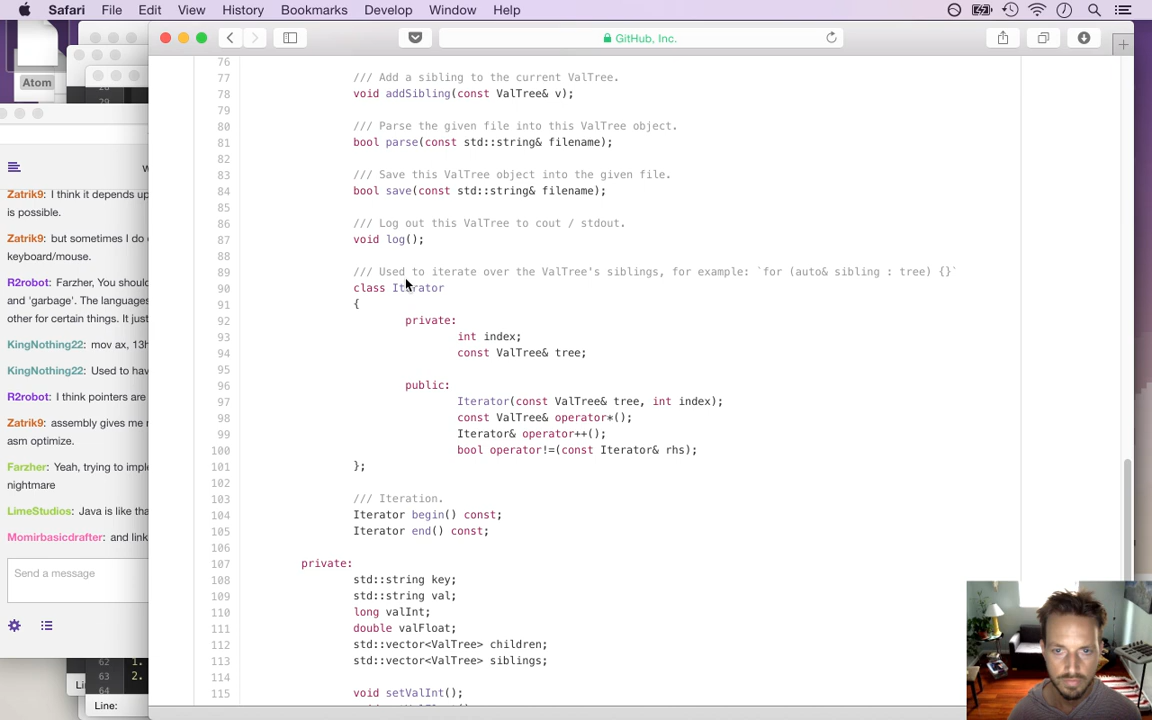 Safari File Edit View History Bookmarks Develop Window Help
GitHub, Inc.
Atom
28
29
W
Zatrik9: I think it depends up
is possible.
Zatrik9: but sometimes I do
keyboard/mouse.
R2robot: Farzher, You should
and 'garbage'. The languages
other for certain things. It just
KingNothing22: mov ax, 13h
KingNothing22: Used to hav
R2robot: I think pointers are
Zatrik9: assembly gives me
asm optimize.
Farzher: Yeah, trying to imple
nightmare
LimeStudios: Java is like tha
Momirbasicdrafter: and link
Send a message
62 1.
63 2.
64
Li
Line:
76
77 /// Add a sibling to the current ValTree.
78 void addSibling(const ValTree& v);
79
80 /// Parse the given file into this ValTree object.
81 bool parse(const std::string& filename);
82
83 /// Save this ValTree object into the given file.
84 bool save(const std::string& filename);
85
86 /// Log out this ValTree to cout / stdout.
87 void log();
88
89 /// Used to iterate over the ValTree's siblings, for example: `for (auto& sibling : tree) {}`
90 class Iterator
91 {
92 private:
93 int index;
94 const ValTree& tree;
95
96 public:
97 Iterator(const ValTree& tree, int index);
98 const ValTree& operator*();
99 Iterator& operator++();
100 bool operator!=(const Iterator& rhs);
101 };
102
103 /// Iteration.
104 Iterator begin() const;
105 Iterator end() const;
106
107 private:
108 std::string key;
109 std::string val;
110 long valInt;
111 double valFloat;
112 std::vector<ValTree> children;
113 std::vector<ValTree> siblings;
114
115 void setValInt();